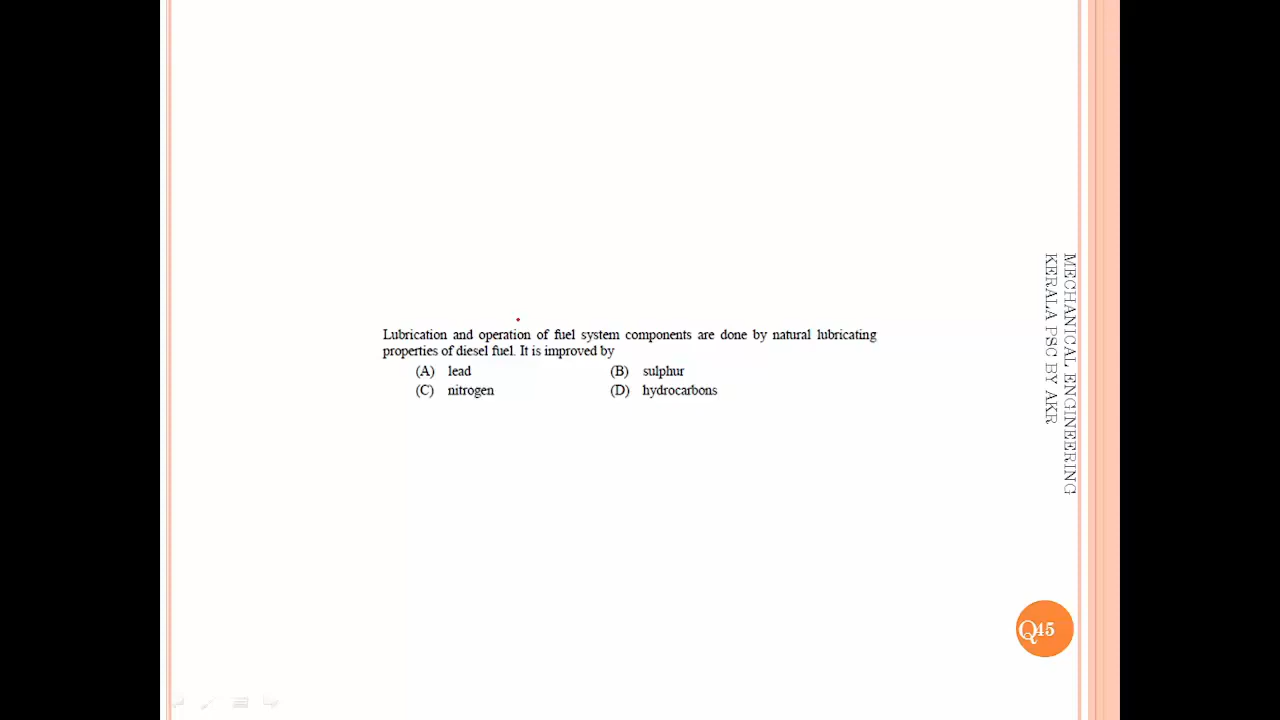 Lubrication and operation of fuel system components are done by natural lubricating
properties of diesel fuel. It is improved by
(A) lead (B) sulphur
(C) nitrogen (D) hydrocarbons
MECHANICAL ENGINEERING
KERALA PSC BY AKR
Q45